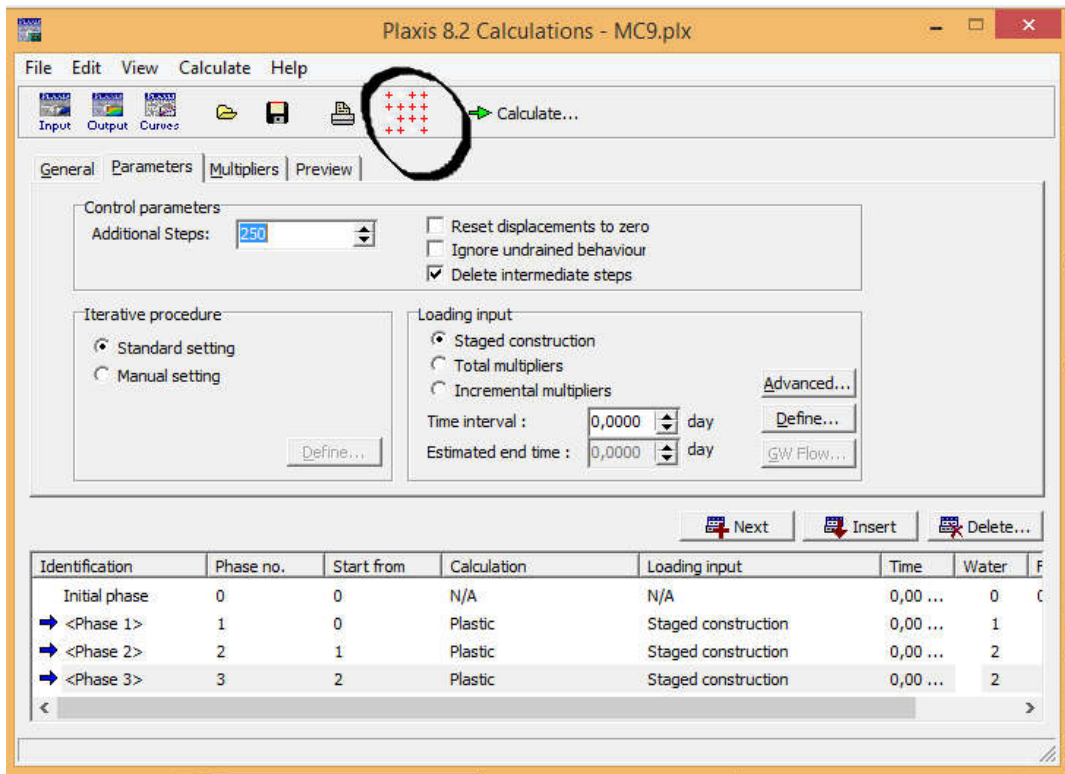 Plaxis 8.2 Calculations - MC9.plx
File Edit View Calculate Help
PLAXIS PLAXIS PLAXIS
Input Output Curves Calculate...
General Parameters Multipliers Preview
Control parameters
Additional Steps: 250
Reset displacements to zero
Ignore undrained behaviour
Delete intermediate steps
Iterative procedure
Standard setting
Manual setting
Define...
Loading input
Staged construction
Total multipliers
Incremental multipliers
Advanced...
Time interval : 0,0000 day Define...
Estimated end time : 0,0000 day GW Flow...
Next Insert Delete...
Identification Phase no. Start from Calculation Loading input Time Water F
Initial phase 0 0 N/A N/A 0,00 ... 0
<Phase 1> 1 0 Plastic Staged construction 0,00 ... 1
<Phase 2> 2 1 Plastic Staged construction 0,00 ... 2
<Phase 3> 3 2 Plastic Staged construction 0,00 ... 2